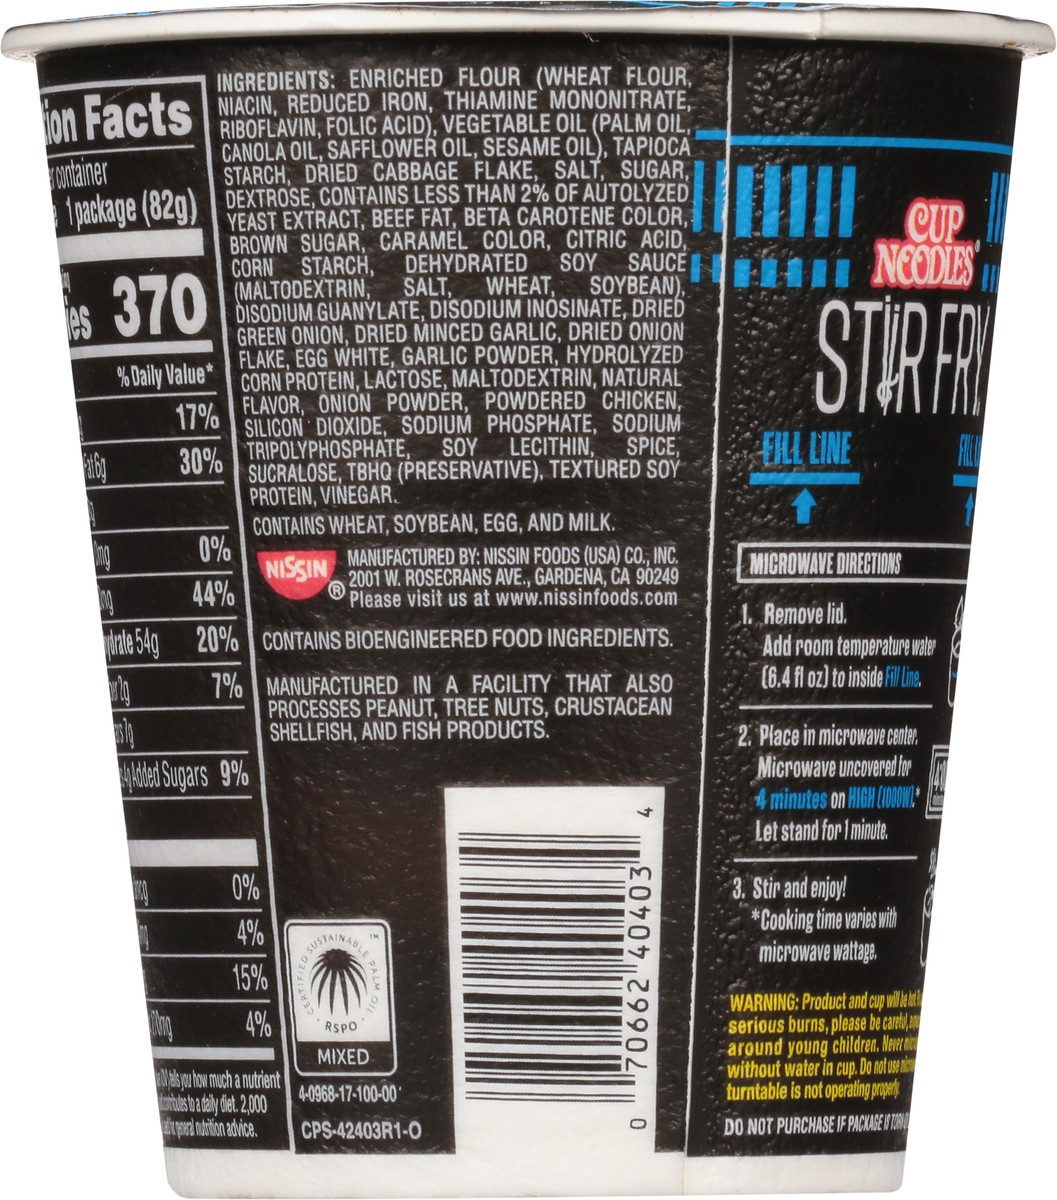 Facts
container
1 package (82g)
370
% Daily Value*
17%
Fat 6g 30%
0%
44%
54g 20%
2g 7%
7g
Added Sugars 9%
0%
4%
15%
4%
tells you how much a nutrient
to a daily diet. 2,000
general nutrition advice.
INGREDIENTS: ENRICHED FLOUR (WHEAT FLOUR,
NIACIN, REDUCED IRON, THIAMINE MONONITRATE,
RIBOFLAVIN, FOLIC ACID), VEGETABLE OIL (PALM OIL,
CANOLA OIL, SAFFLOWER OIL, SESAME OIL), TAPIOCA
STARCH, DRIED CABBAGE FLAKE, SALT, SUGAR,
DEXTROSE, CONTAINS LESS THAN 2% OF AUTOLYZED
YEAST EXTRACT, BEEF FAT, BETA CAROTENE COLOR,
BROWN SUGAR, CARAMEL COLOR, CITRIC ACID,
CORN STARCH, DEHYDRATED SOY SAUCE
(MALTODEXTRIN, SALT, WHEAT, SOYBEAN),
DISODIUM GUANYLATE, DISODIUM INOSINATE, DRIED
GREEN ONION, DRIED MINCED GARLIC, DRIED ONION
FLAKE, EGG WHITE, GARLIC POWDER, HYDROLYZED
CORN PROTEIN, LACTOSE, MALTODEXTRIN, NATURAL
FLAVOR, ONION POWDER, POWDERED CHICKEN,
SILICON DIOXIDE, SODIUM PHOSPHATE, SODIUM
TRIPOLYPHOSPHATE, SOY LECITHIN, SPICE,
SUCRALOSE, TBHQ (PRESERVATIVE), TEXTURED SOY
PROTEIN, VINEGAR.
CONTAINS WHEAT, SOYBEAN, EGG, AND MILK.
NISSIN ®
MANUFACTURED BY: NISSIN FOODS (USA) CO., INC.
2001 W. ROSECRANS AVE., GARDENA, CA 90249
Please visit us at www.nissinfoods.com
CONTAINS BIOENGINEERED FOOD INGREDIENTS.
MANUFACTURED IN A FACILITY THAT ALSO
PROCESSES PEANUT, TREE NUTS, CRUSTACEAN
SHELLFISH, AND FISH PRODUCTS.
CERTIFIED SUSTAINABLE PALM OIL ™
RSPO
MIXED
4-0968-17-100-00
CPS-42403R1-O
0 70662 40403 4
CUP
NOODLES®
STIR FRY
FILL LINE
MICROWAVE DIRECTIONS
1. Remove lid.
Add room temperature water
(6.4 fl oz) to inside Fill Line.
2. Place in microwave center.
Microwave uncovered for
4 minutes on HIGH (1000W).*
Let stand for 1 minute.
3. Stir and enjoy!
*Cooking time varies with
microwave wattage.
WARNING: Product and cup will be hot
serious burns, please be careful,
around young children. Never
without water in cup. Do not use
turntable is not operating properly.
DO NOT PURCHASE IF PACKAGE IS